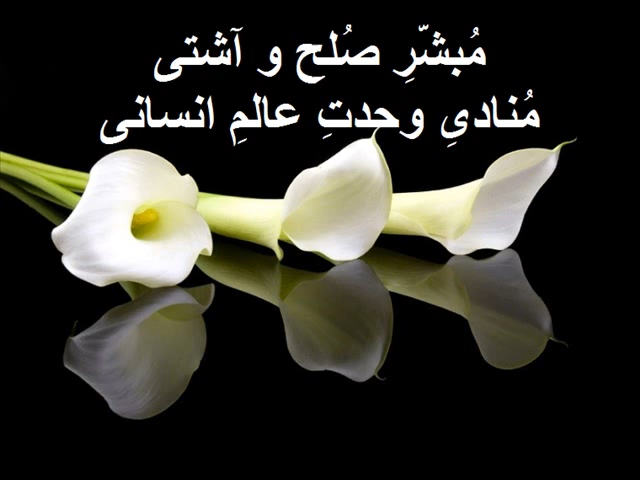 مُبشّرِ صُلح و آشتی
مُنادیِ وحدتِ عالمِ انسانی